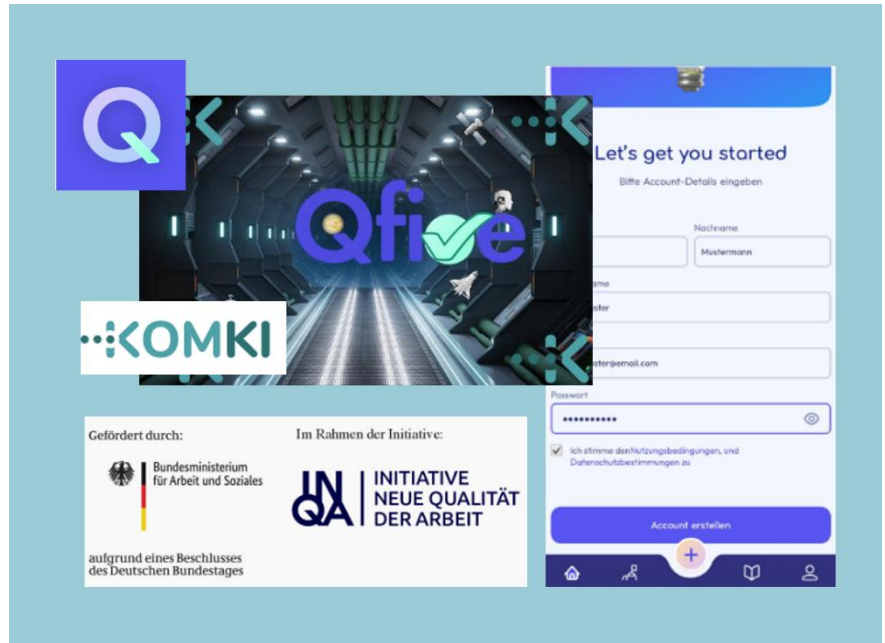 Q
Qfive
KOMKI
Let's get you started
Bitte Account-Details eingeben
Nachname
Mustermann
Passwort
••••••••••
Ich stimme denNutzungsbedingungen, und
Datenschutzbestimmungen zu
Account erstellen
+
Gefördert durch:
Bundesministerium
für Arbeit und Soziales
aufgrund eines Beschlusses
des Deutschen Bundestages
Im Rahmen der Initiative:
INQA
INITIATIVE
NEUE QUALITÄT
DER ARBEIT